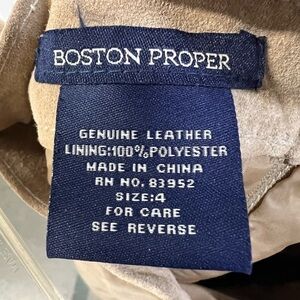 BOSTON PROPER
GENUINE LEATHER
LINING:100%POLYESTER
MADE IN CHINA
RN NO. 83952
SIZE:4
FOR CARE
SEE REVERSE